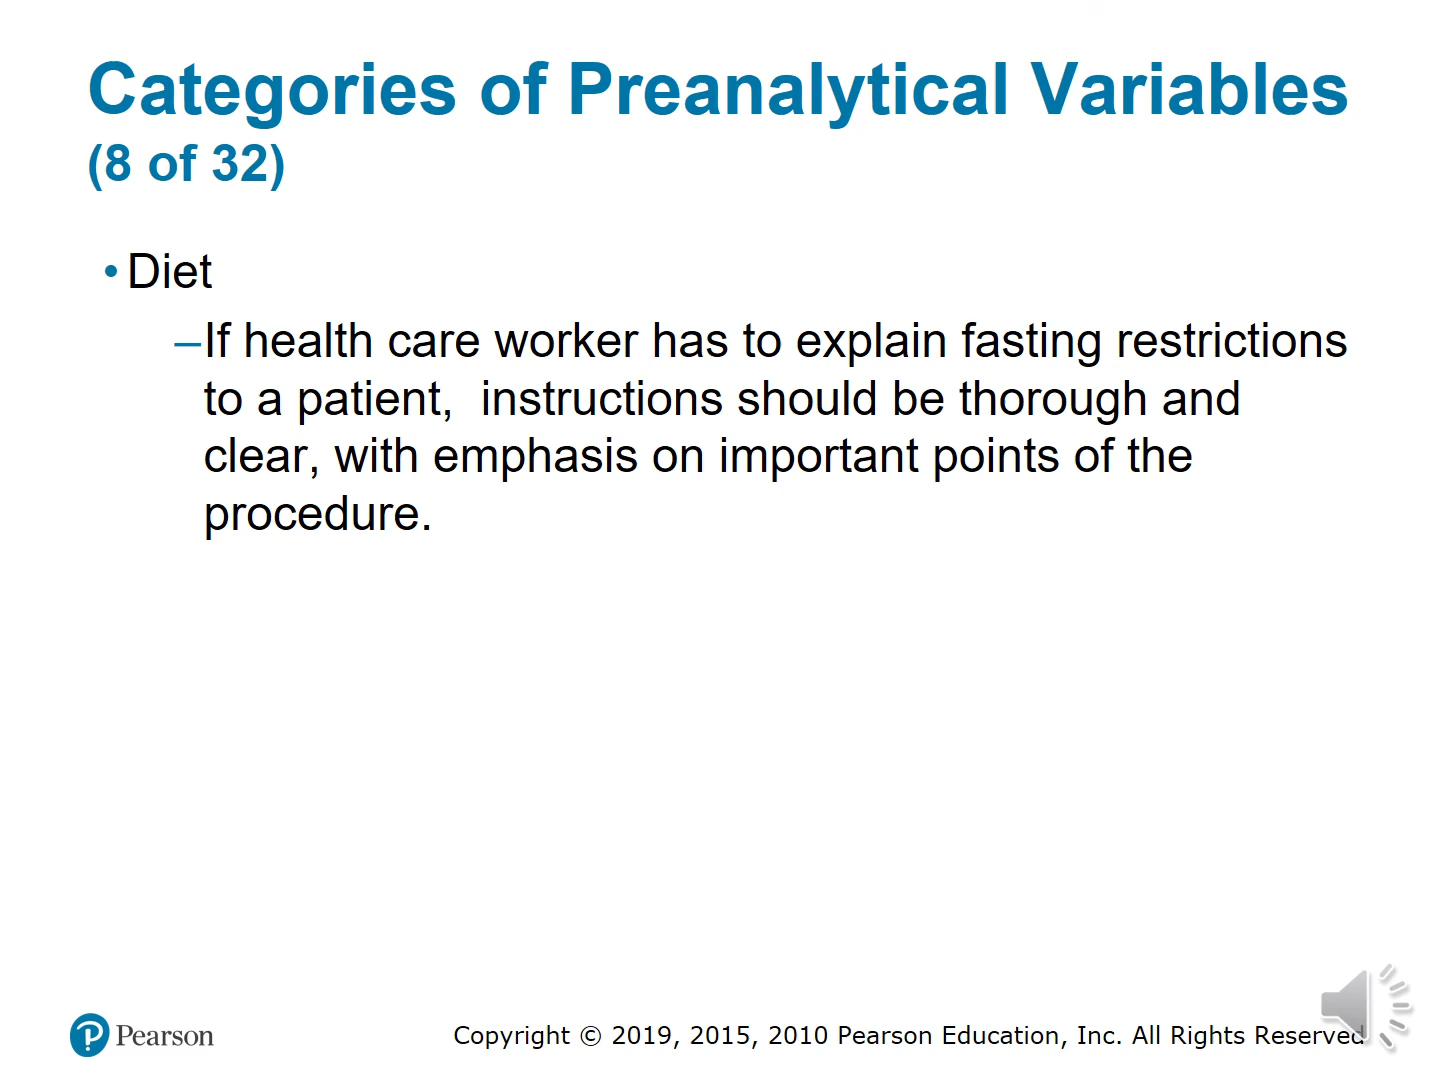 Categories of Preanalytical Variables
(8 of 32)
• Diet
–If health care worker has to explain fasting restrictions
to a patient,  instructions should be thorough and
clear, with emphasis on important points of the
procedure.
Pearson
Copyright © 2019, 2015, 2010 Pearson Education, Inc. All Rights Reserved